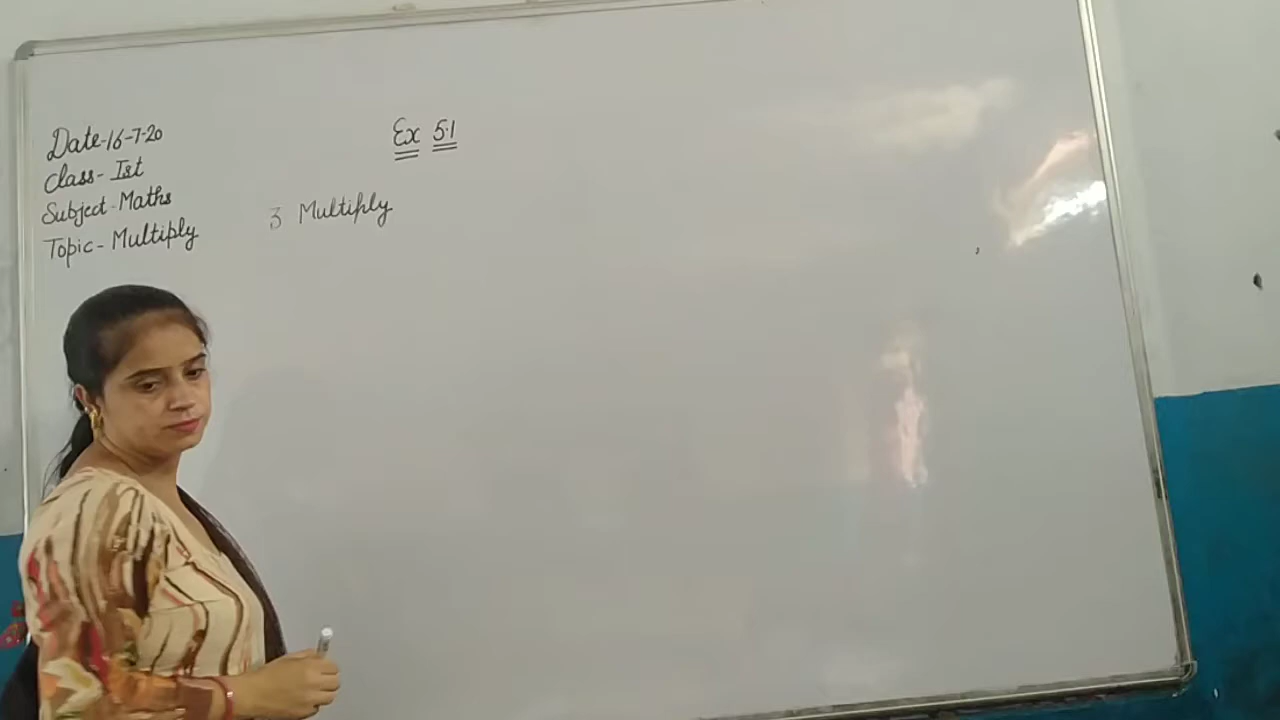 Date-16-7-20
Class- Ist
Subject-Maths
Topic- Multiply
Ex 5.1
3 Multiply